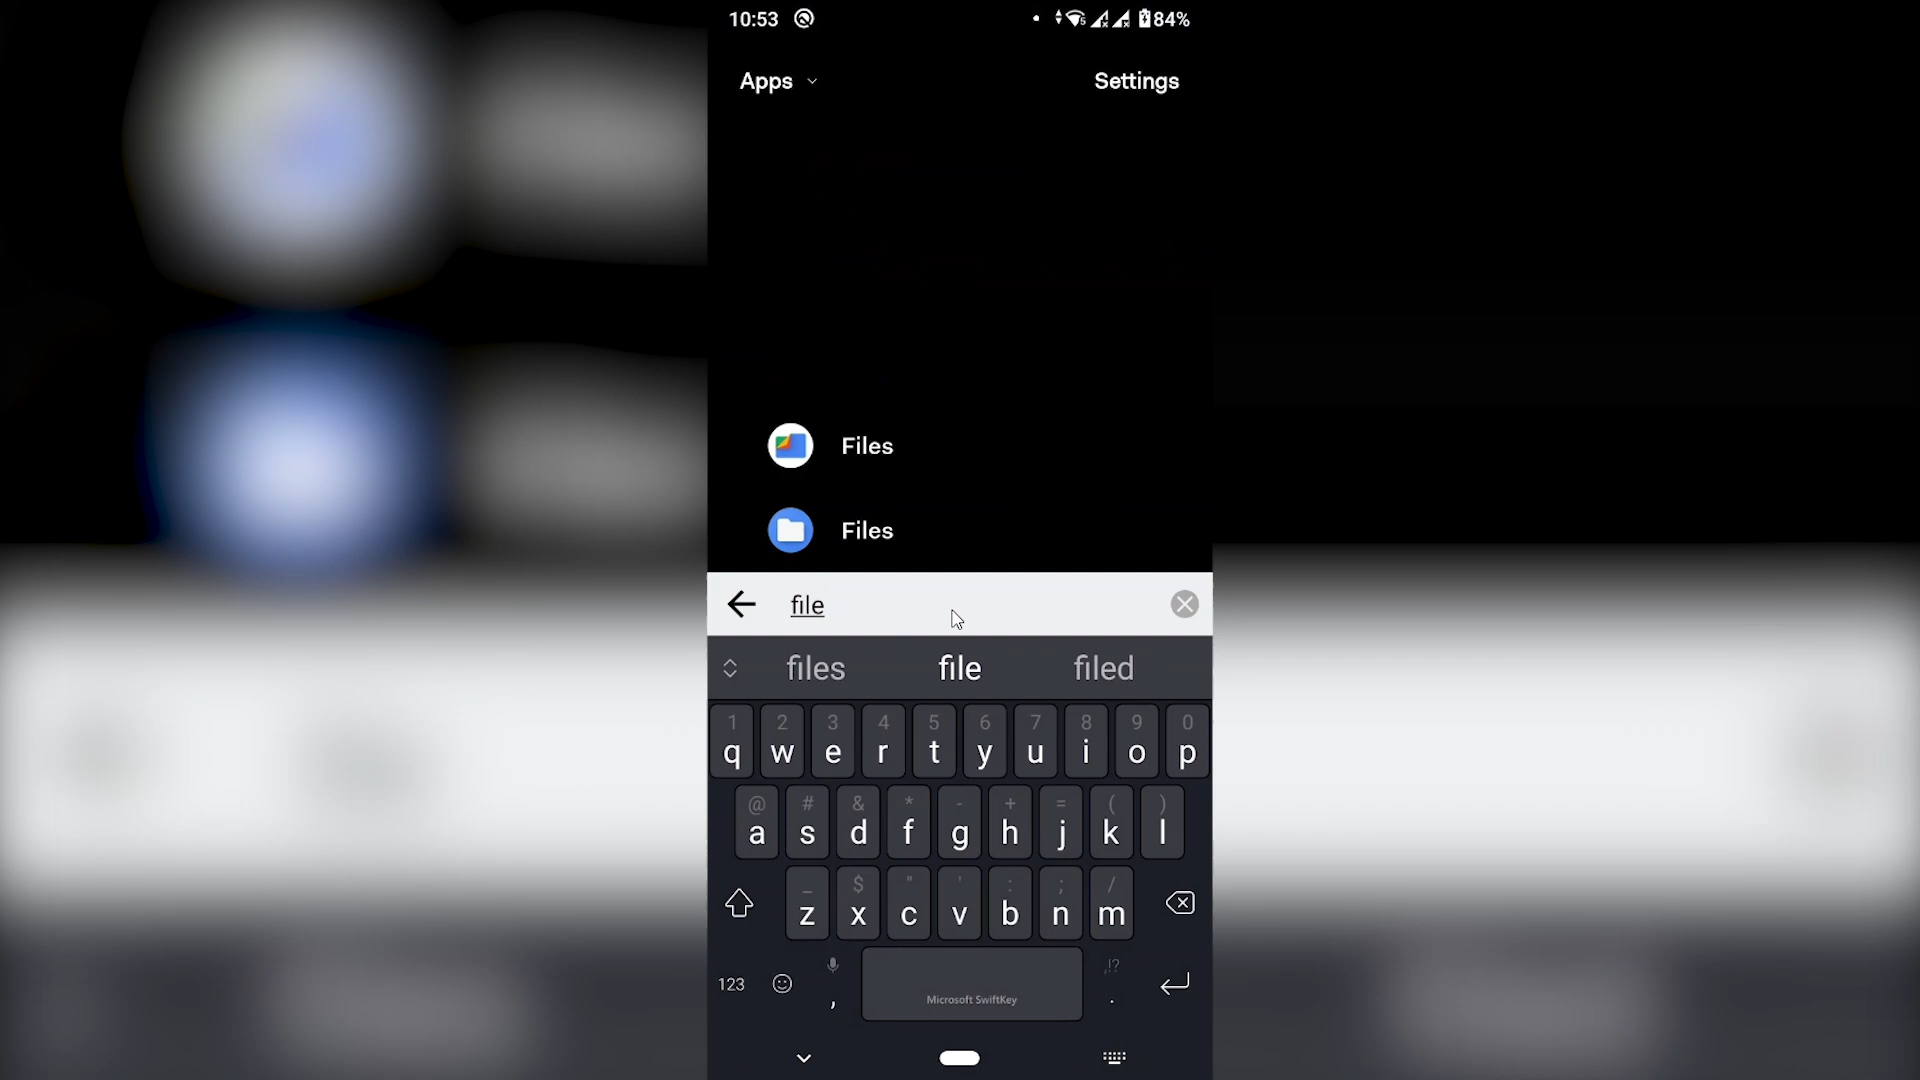 10:53 5 84%
Apps Settings
Files
Files
file
files file filed
1 2 3 4 5 6 7 8 9 0
q w e r t y u i o p
@ # & * - + = ( )
a s d f g h j k l
_ $ " ' : ; /
z x c v b n m
123 , Microsoft SwiftKey ,!? .